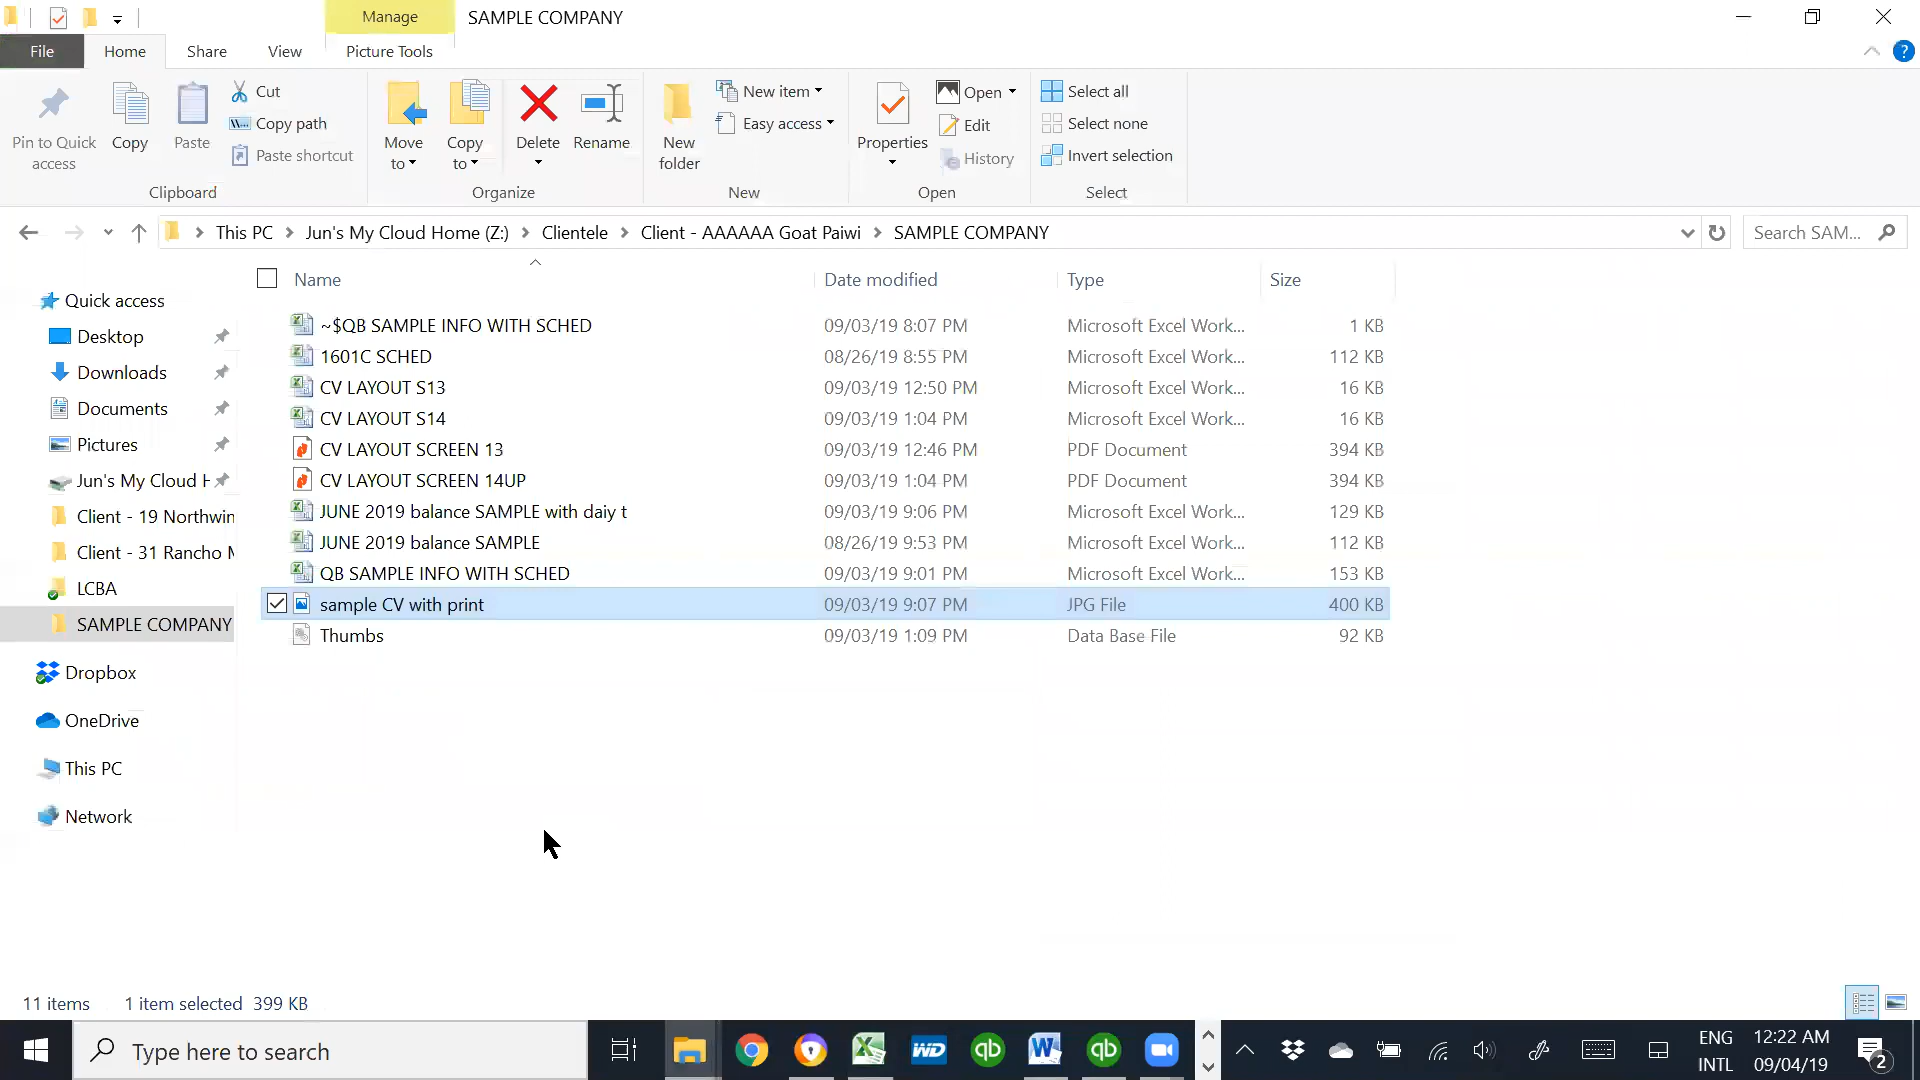 Manage SAMPLE COMPANY
File Home Share View Picture Tools
Pin to Quick access
Copy
Paste
Cut
Copy path
Paste shortcut
Clipboard
Move to
Copy to
Delete
Rename
Organize
New folder
New item
Easy access
New
Properties
Open
Edit
History
Open
Select all
Select none
Invert selection
Select
This PC Jun's My Cloud Home (Z:) Clientele Client - AAAAAA Goat Paiwi SAMPLE COMPANY
Search SAM...
Quick access
Desktop
Downloads
Documents
Pictures
Jun's My Cloud H
Client - 19 Northwin
Client - 31 Rancho M
LCBA
SAMPLE COMPANY
Dropbox
OneDrive
This PC
Network
Name Date modified Type Size
~$QB SAMPLE INFO WITH SCHED 09/03/19 8:07 PM Microsoft Excel Work... 1 KB
1601C SCHED 08/26/19 8:55 PM Microsoft Excel Work... 112 KB
CV LAYOUT S13 09/03/19 12:50 PM Microsoft Excel Work... 16 KB
CV LAYOUT S14 09/03/19 1:04 PM Microsoft Excel Work... 16 KB
CV LAYOUT SCREEN 13 09/03/19 12:46 PM PDF Document 394 KB
CV LAYOUT SCREEN 14UP 09/03/19 1:04 PM PDF Document 394 KB
JUNE 2019 balance SAMPLE with daiy t 09/03/19 9:06 PM Microsoft Excel Work... 129 KB
JUNE 2019 balance SAMPLE 08/26/19 9:53 PM Microsoft Excel Work... 112 KB
QB SAMPLE INFO WITH SCHED 09/03/19 9:01 PM Microsoft Excel Work... 153 KB
sample CV with print 09/03/19 9:07 PM JPG File 400 KB
Thumbs 09/03/19 1:09 PM Data Base File 92 KB
11 items 1 item selected 399 KB
Type here to search
WD
qb
qb
ENG
INTL
12:22 AM
09/04/19
2